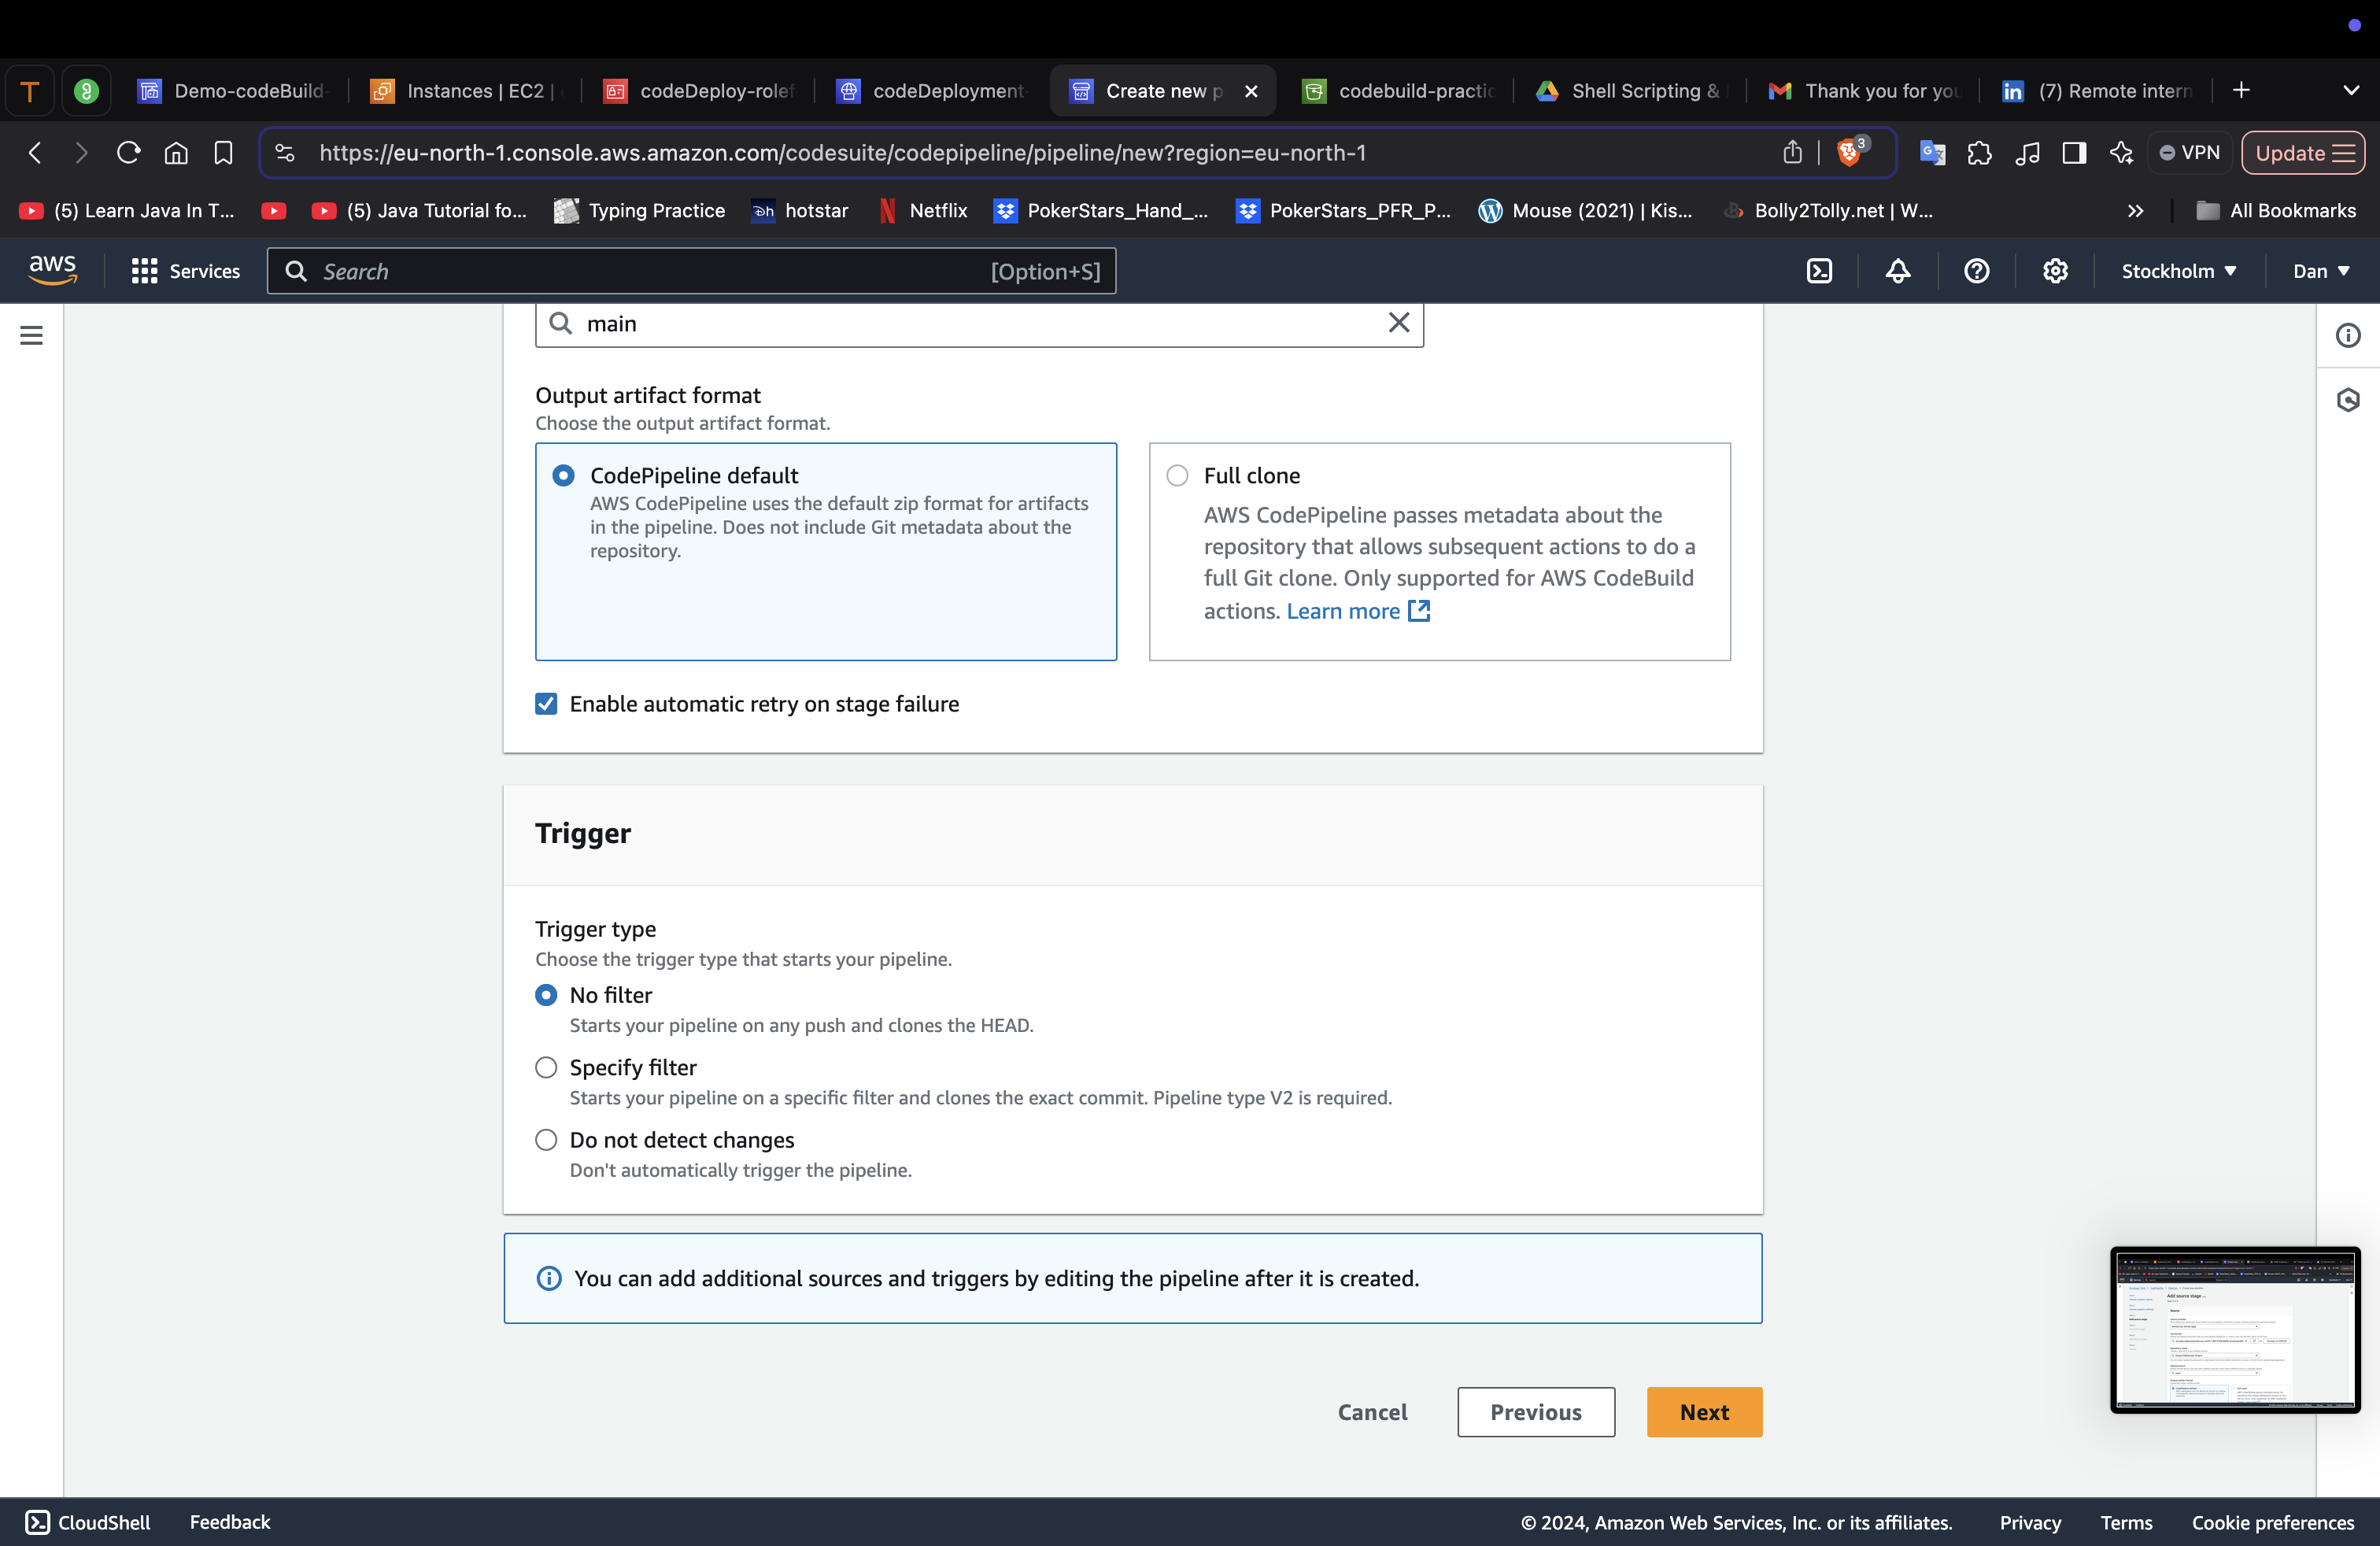 T
Demo-codeBuild-
Instances | EC2 |
codeDeploy-rolef
codeDeployment-
Create new p
codebuild-practic
Shell Scripting &
Thank you for you
(7) Remote intern
https://eu-north-1.console.aws.amazon.com/codesuite/codepipeline/pipeline/new?region=eu-north-1
3
VPN
Update
(5) Learn Java In T...
(5) Java Tutorial fo...
Typing Practice
hotstar
Netflix
PokerStars_Hand_...
PokerStars_PFR_P...
Mouse (2021) | Kis...
Bolly2Tolly.net | W...
All Bookmarks
aws
Services
Search
[Option+S]
Stockholm
Dan
main
Output artifact format
Choose the output artifact format.
CodePipeline default
AWS CodePipeline uses the default zip format for artifacts
in the pipeline. Does not include Git metadata about the
repository.
Full clone
AWS CodePipeline passes metadata about the
repository that allows subsequent actions to do a
full Git clone. Only supported for AWS CodeBuild
actions. Learn more
Enable automatic retry on stage failure
Trigger
Trigger type
Choose the trigger type that starts your pipeline.
No filter
Starts your pipeline on any push and clones the HEAD.
Specify filter
Starts your pipeline on a specific filter and clones the exact commit. Pipeline type V2 is required.
Do not detect changes
Don't automatically trigger the pipeline.
You can add additional sources and triggers by editing the pipeline after it is created.
Cancel
Previous
Next
Add source stage
CloudShell
Feedback
© 2024, Amazon Web Services, Inc. or its affiliates.
Privacy
Terms
Cookie preferences